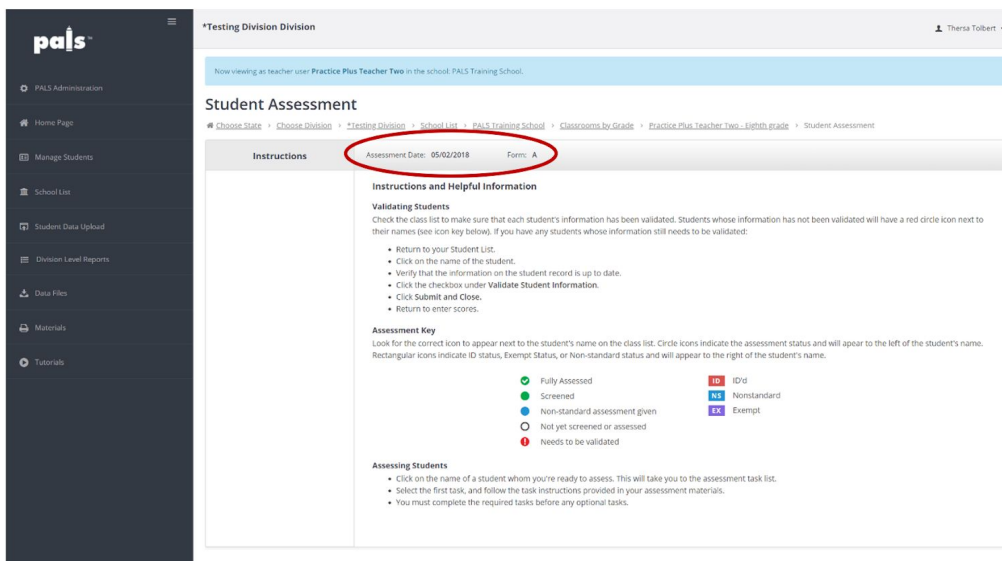 pals™
*Testing Division Division
Thersa Tolbert
PALS Administration
Home Page
Manage Students
School List
Student Data Upload
Division Level Reports
Data Files
Materials
Tutorials
Now viewing as teacher user Practice Plus Teacher Two in the school: PALS Training School.
Student Assessment
Choose State › Choose Division › *Testing Division › School List › PALS Training School › Classrooms by Grade › Practice Plus Teacher Two - Eighth grade › Student Assessment
Instructions
Assessment Date: 05/02/2018 Form: A
Instructions and Helpful Information
Validating Students
Check the class list to make sure that each student's information has been validated. Students whose information has not been validated will have a red circle icon next to
their names (see icon key below). If you have any students whose information still needs to be validated:
• Return to your Student List.
• Click on the name of the student.
• Verify that the information on the student record is up to date.
• Click the checkbox under Validate Student Information.
• Click Submit and Close.
• Return to enter scores.
Assessment Key
Look for the correct icon to appear next to the student's name on the class list. Circle icons indicate the assessment status and will apear to the left of the student's name.
Rectangular icons indicate ID status, Exempt Status, or Non-standard status and will appear to the right of the student's name.
Fully Assessed ID ID'd
Screened NS Nonstandard
Non-standard assessment given EX Exempt
Not yet screened or assessed
Needs to be validated
Assessing Students
• Click on the name of a student whom you're ready to assess. This will take you to the assessment task list.
• Select the first task, and follow the task instructions provided in your assessment materials.
• You must complete the required tasks before any optional tasks.